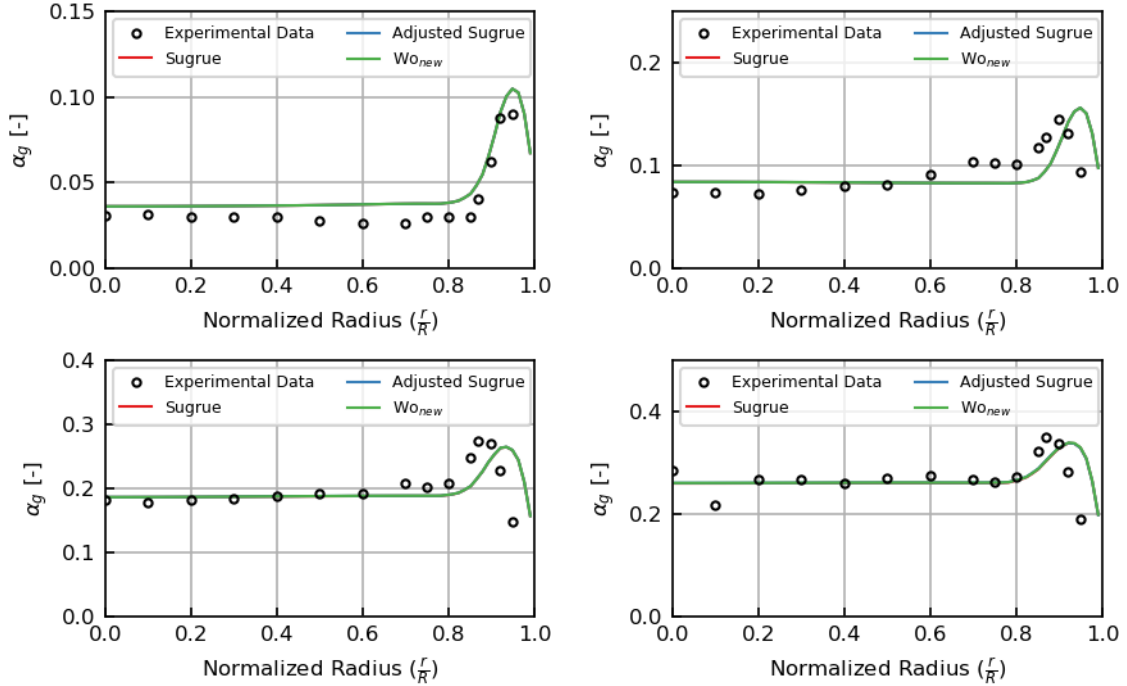 0.15
0.10
0.05
0.00
α_g [-]
Experimental Data
Adjusted Sugrue
Sugrue
Wo_new
0.0 0.2 0.4 0.6 0.8 1.0
Normalized Radius (r/R)
0.2
0.1
0.0
α_g [-]
Experimental Data
Adjusted Sugrue
Sugrue
Wo_new
0.0 0.2 0.4 0.6 0.8 1.0
Normalized Radius (r/R)
0.4
0.3
0.2
0.1
0.0
α_g [-]
Experimental Data
Adjusted Sugrue
Sugrue
Wo_new
0.0 0.2 0.4 0.6 0.8 1.0
Normalized Radius (r/R)
0.4
0.2
0.0
α_g [-]
Experimental Data
Adjusted Sugrue
Sugrue
Wo_new
0.0 0.2 0.4 0.6 0.8 1.0
Normalized Radius (r/R)